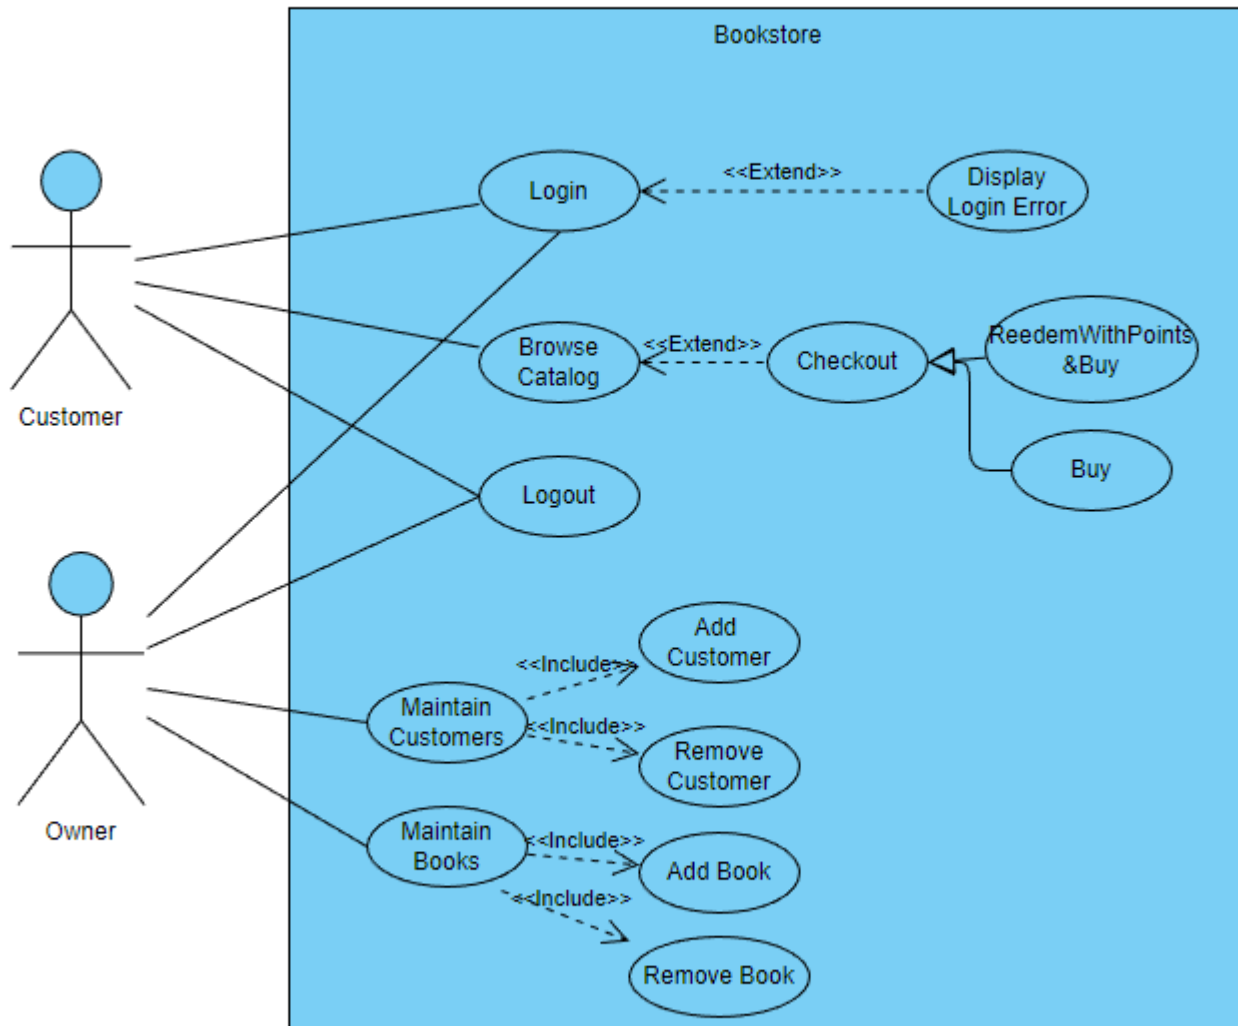 Bookstore
Login
<<Extend>>
Display
Login Error
Customer
Browse
Catalog
<<Extend>>
Checkout
ReedemWithPoints
&Buy
Buy
Logout
Owner
Maintain
Customers
<<Include>>
Add
Customer
<<Include>>
Remove
Customer
Maintain
Books
<<Include>>
Add Book
<<Include>>
Remove Book